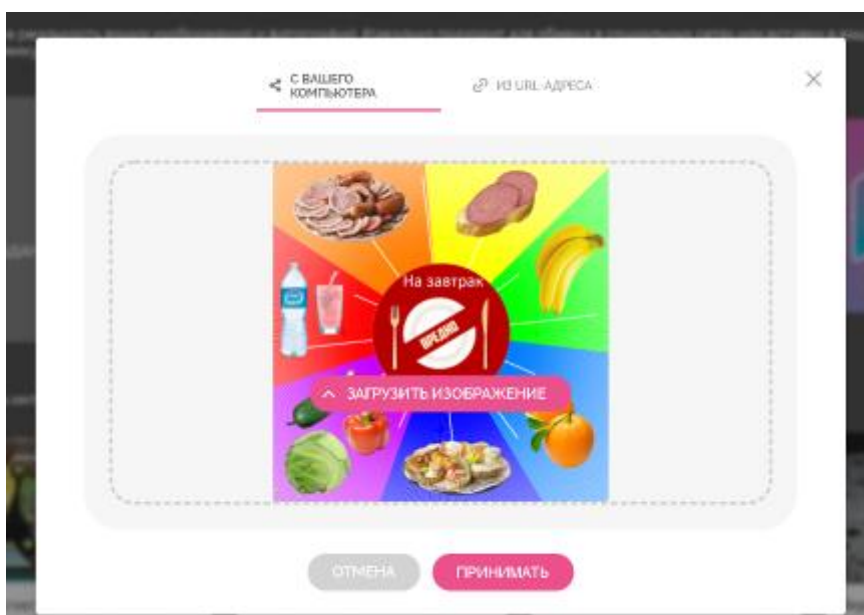 С ВАШЕГО
КОМПЬЮТЕРА
ИЗ URL-АДРЕСА
На завтрак
ВРЕДНО
ЗАГРУЗИТЬ ИЗОБРАЖЕНИЕ
ОТМЕНА
ПРИНИМАТЬ